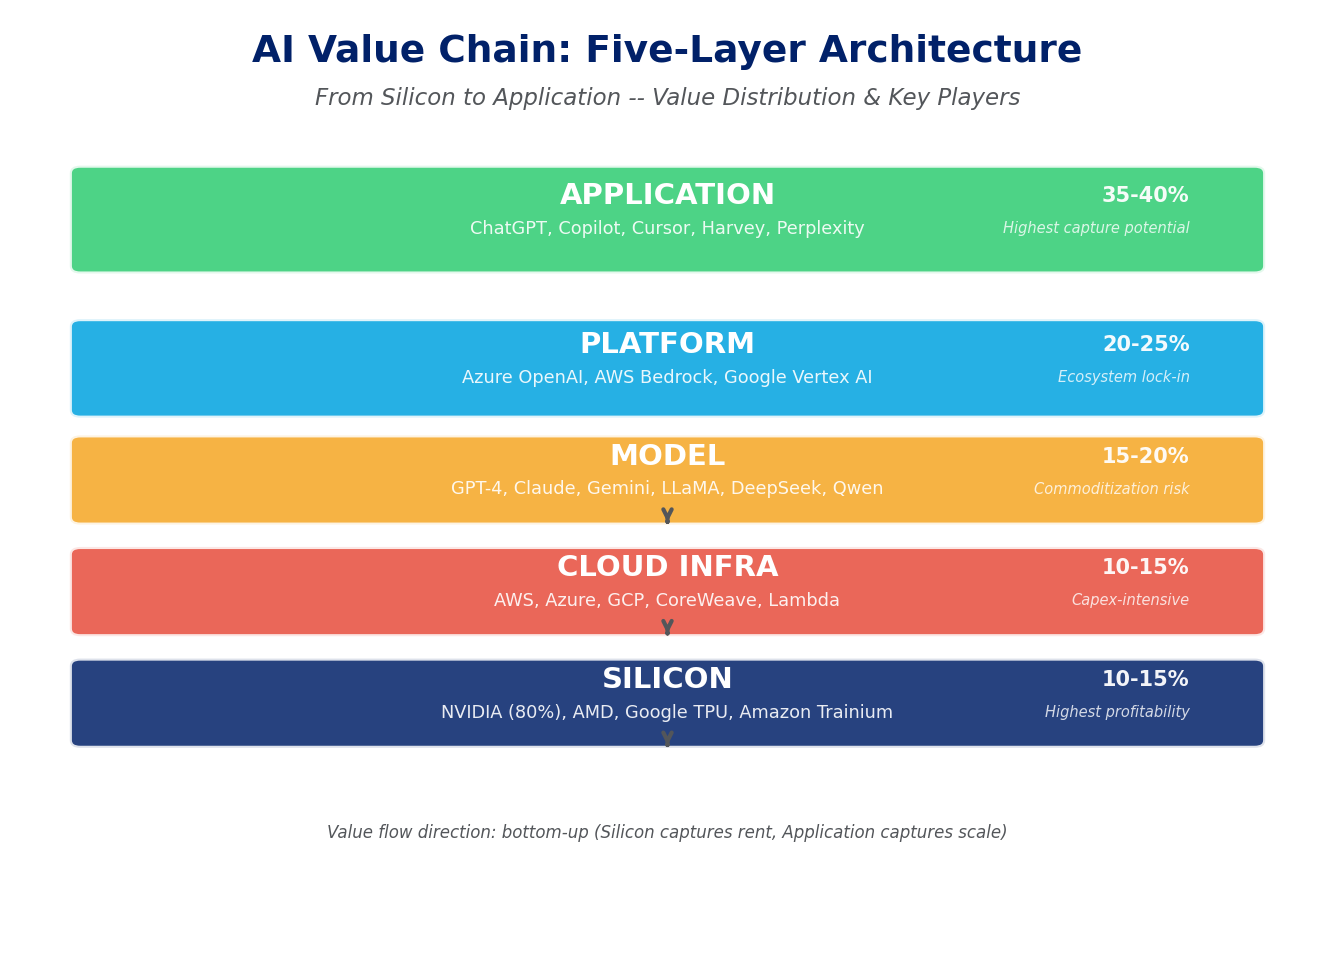 AI Value Chain: Five-Layer Architecture
From Silicon to Application -- Value Distribution & Key Players
APPLICATION
35-40%
ChatGPT, Copilot, Cursor, Harvey, Perplexity
Highest capture potential
PLATFORM
20-25%
Azure OpenAI, AWS Bedrock, Google Vertex AI
Ecosystem lock-in
MODEL
15-20%
GPT-4, Claude, Gemini, LLaMA, DeepSeek, Qwen
Commoditization risk
CLOUD INFRA
10-15%
AWS, Azure, GCP, CoreWeave, Lambda
Capex-intensive
SILICON
10-15%
NVIDIA (80%), AMD, Google TPU, Amazon Trainium
Highest profitability
Value flow direction: bottom-up (Silicon captures rent, Application captures scale)